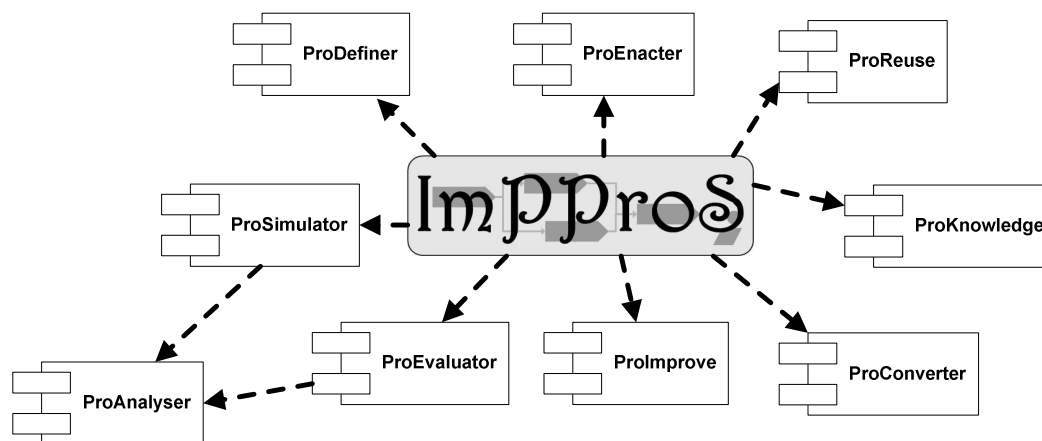 ProDefiner
ProEnacter
ProReuse
ImPProS
ProSimulator
ProKnowledge
ProEvaluator
ProImprove
ProConverter
ProAnalyser